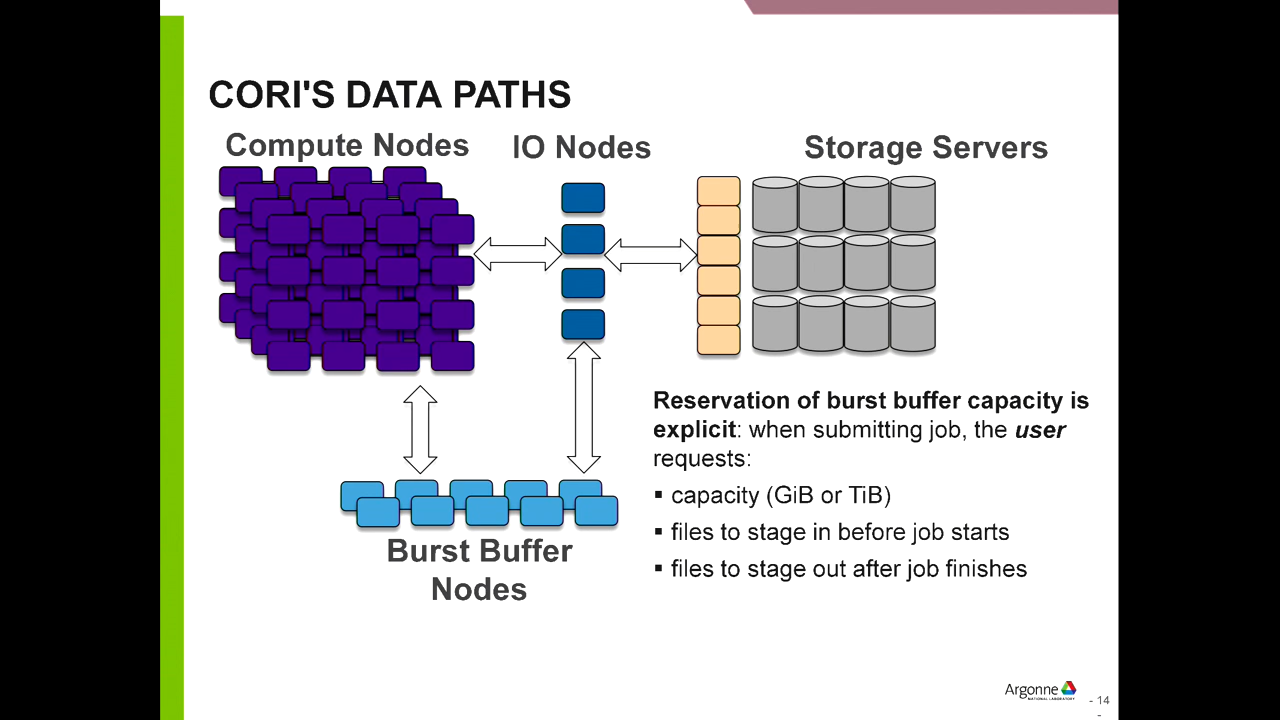 CORI'S DATA PATHS
Compute Nodes
IO Nodes
Storage Servers
Reservation of burst buffer capacity is
explicit: when submitting job, the user
requests:
▪ capacity (GiB or TiB)
▪ files to stage in before job starts
▪ files to stage out after job finishes
Burst Buffer
Nodes
Argonne
NATIONAL LABORATORY
- 14
-